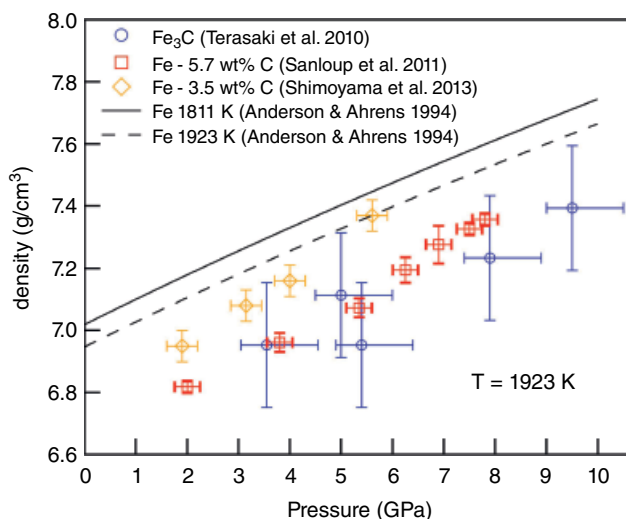 8.0
Fe₃C (Terasaki et al. 2010)
Fe - 5.7 wt% C (Sanloup et al. 2011)
Fe - 3.5 wt% C (Shimoyama et al. 2013)
Fe 1811 K (Anderson & Ahrens 1994)
Fe 1923 K (Anderson & Ahrens 1994)
7.8
7.6
7.4
7.2
7.0
6.8
6.6
density (g/cm³)
T = 1923 K
0 1 2 3 4 5 6 7 8 9 10
Pressure (GPa)